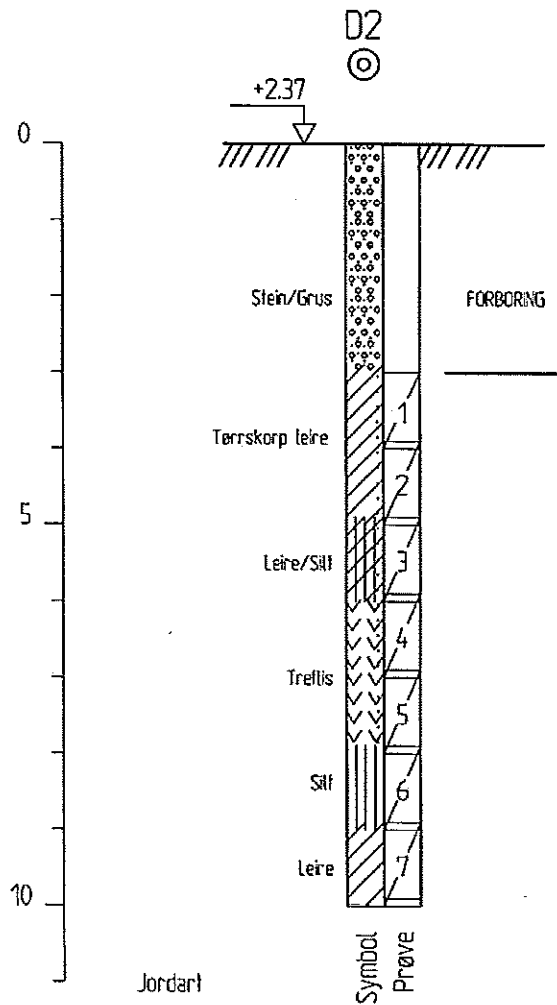 D2
+2.37
0
Stein/Grus
FORBORING
1
Tørrskorp leire
2
5
Leire/Silt
3
4
Treflis
5
Silt
6
Leire
7
10
Jordart
Symbol
Prøve